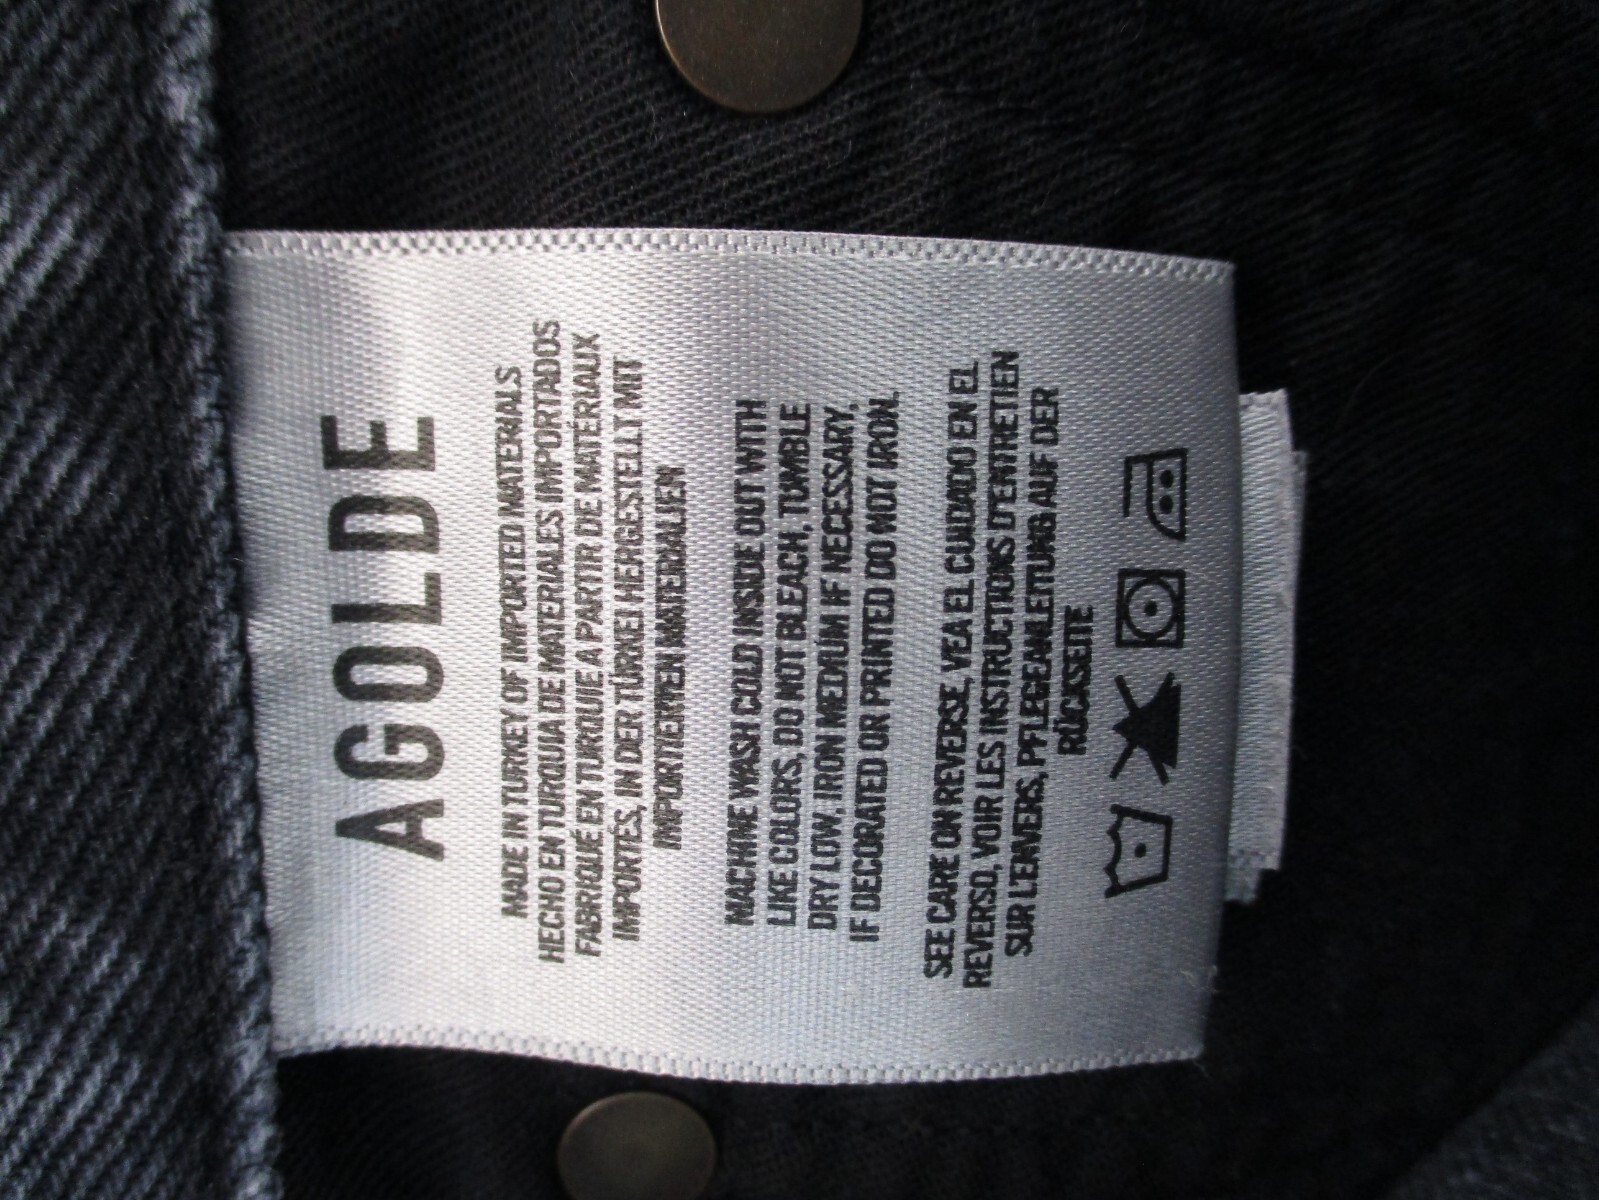 AGOLDE
MADE IN TURKEY OF IMPORTED MATERIALS
HECHO EN TURQUIA DE MATERIALES IMPORTADOS
FABRIQUÉ EN TURQUIE A PARTIR DE MATÉRIAUX
IMPORTÉS, IN DER TÜRKEI HERGESTELLT MIT
IMPORTIERTEN MATERIALIEN
MACHINE WASH COLD INSIDE OUT WITH
LIKE COLORS, DO NOT BLEACH, TUMBLE
DRY LOW, IRON MEDIUM IF NECESSARY,
IF DECORATED OR PRINTED DO NOT IRON.
SEE CARE ON REVERSE, VEA EL CUIDADO EN EL
REVERSO, VOIR LES INSTRUCTIONS D'ENTRETIEN
SUR L'ENVERS, PFLEGEANLEITUNG AUF DER
RÜCKSEITE